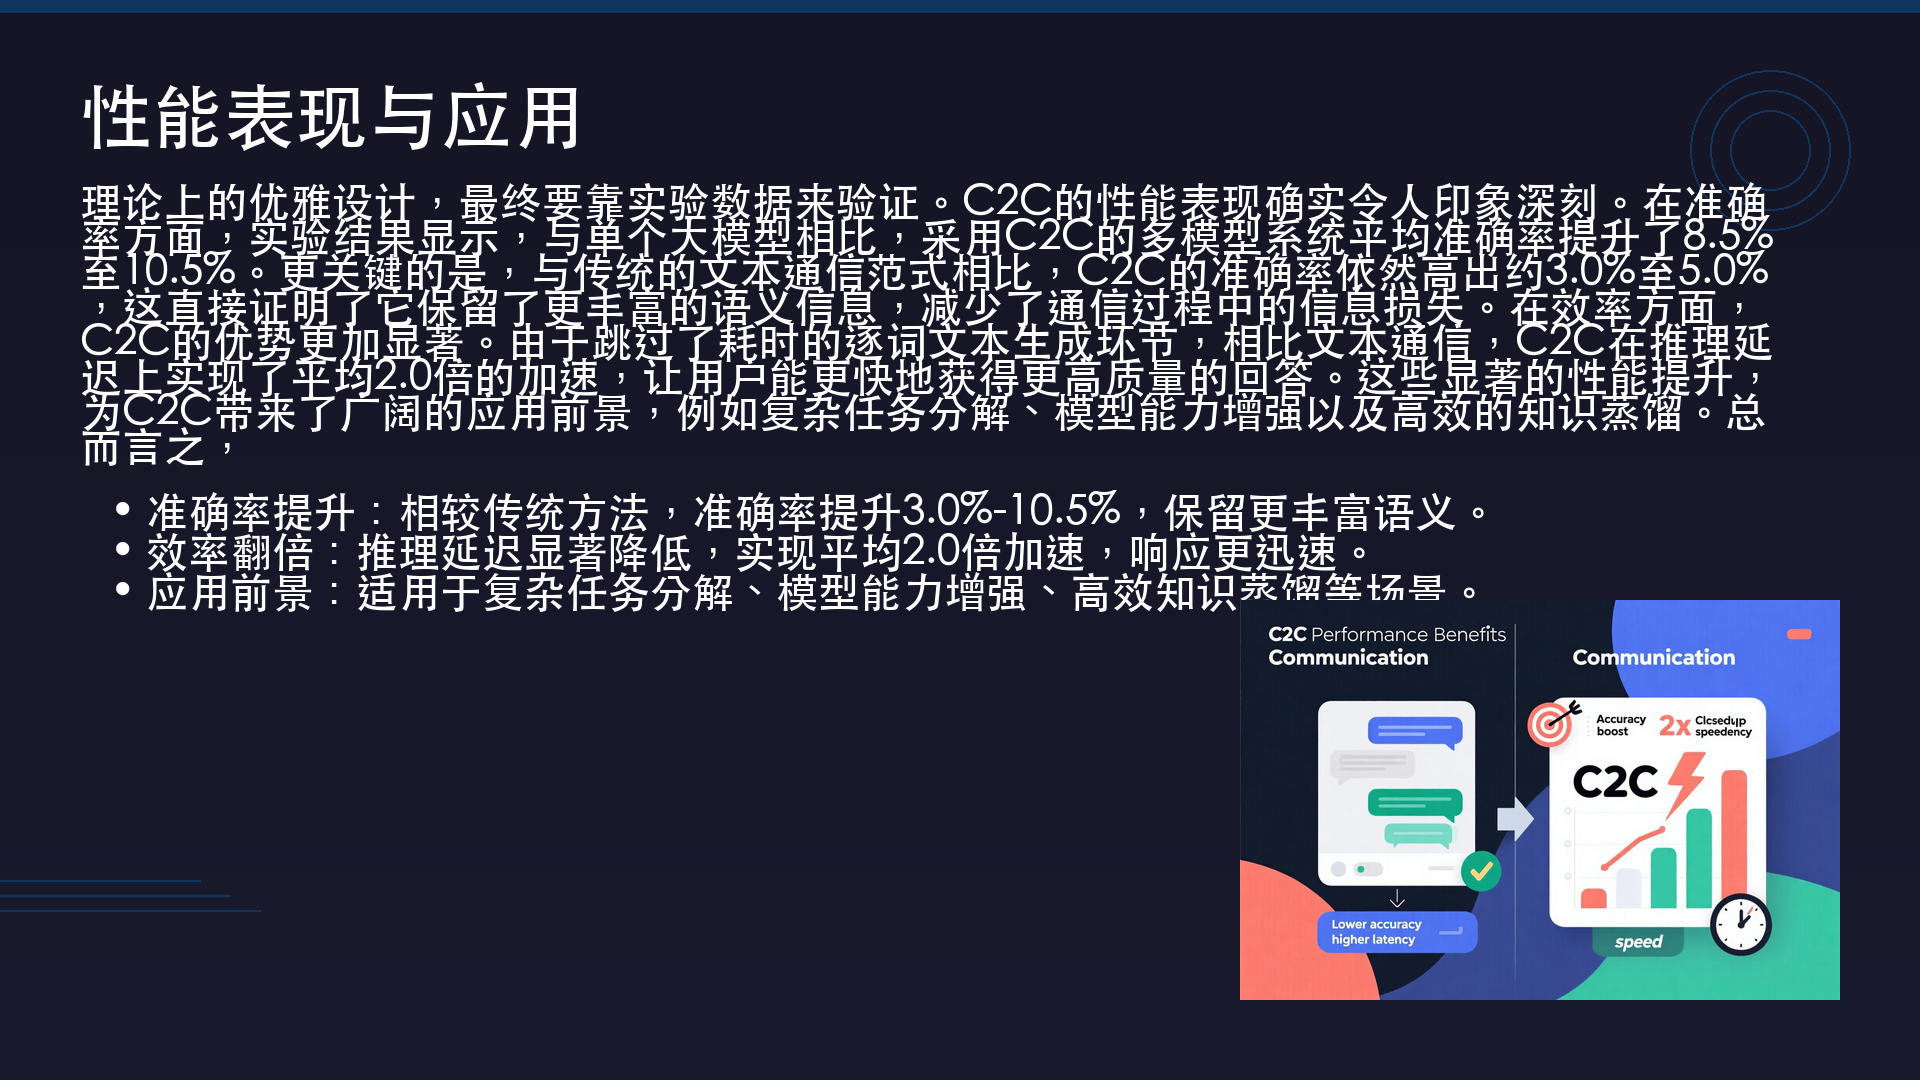 性能表现与应用
理论上的优雅设计，最终要靠实验数据来验证。C2C的性能表现确实令人印象深刻。在准确
率方面，实验结果显示，与单个大模型相比，采用C2C的多模型系统平均准确率提升了8.5%
至10.5%。更关键的是，与传统的文本通信范式相比，C2C的准确率依然高出约3.0%至5.0%
，这直接证明了它保留了更丰富的语义信息，减少了通信过程中的信息损失。在效率方面，
C2C的优势更加显著。由于跳过了耗时的逐词文本生成环节，相比文本通信，C2C在推理延
迟上实现了平均2.0倍的加速，让用户能更快地获得更高质量的回答。这些显著的性能提升，
为C2C带来了广阔的应用前景，例如复杂任务分解、模型能力增强以及高效的知识蒸馏。总
而言之，
• 准确率提升：相较传统方法，准确率提升3.0%-10.5%，保留更丰富语义。
• 效率翻倍：推理延迟显著降低，实现平均2.0倍加速，响应更迅速。
• 应用前景：适用于复杂任务分解、模型能力增强、高效知识蒸馏等场景。
C2C Performance Benefits
Communication
Communication
Accuracy
boost
2x
Clcsedup
speedency
C2C
Lower accuracy
higher latency
speed